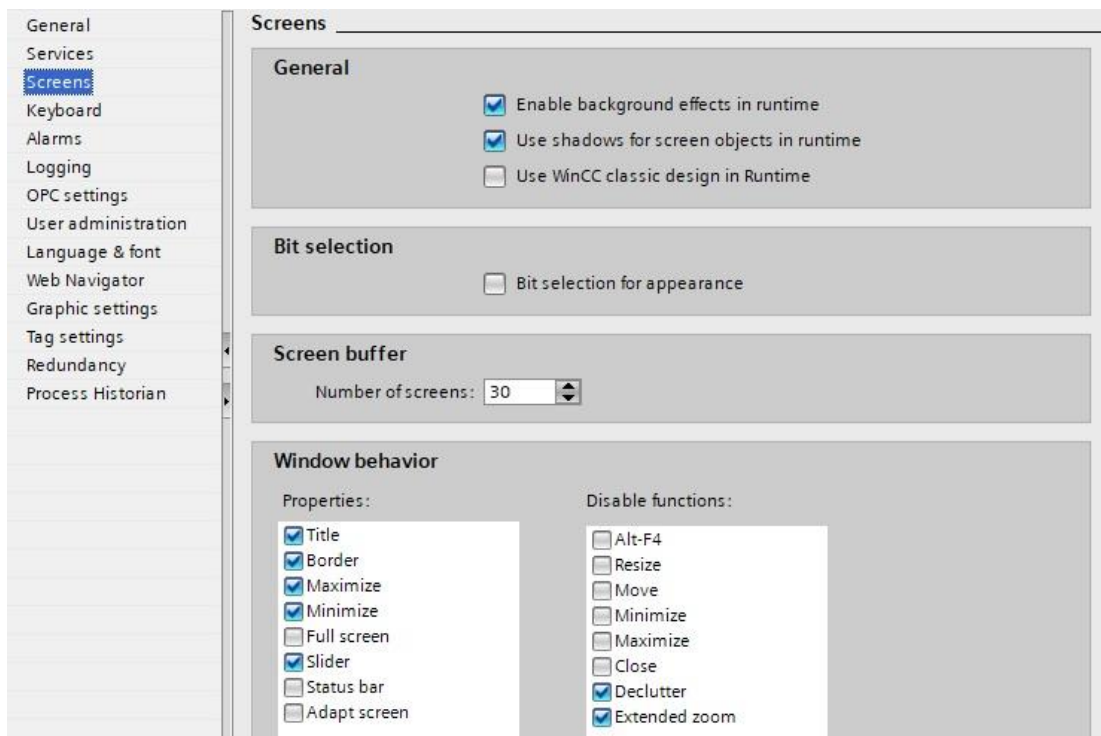 General
Services
Screens
Keyboard
Alarms
Logging
OPC settings
User administration
Language & font
Web Navigator
Graphic settings
Tag settings
Redundancy
Process Historian
Screens
General
Enable background effects in runtime
Use shadows for screen objects in runtime
Use WinCC classic design in Runtime
Bit selection
Bit selection for appearance
Screen buffer
Number of screens: 30
Window behavior
Properties:
Title
Border
Maximize
Minimize
Full screen
Slider
Status bar
Adapt screen
Disable functions:
Alt-F4
Resize
Move
Minimize
Maximize
Close
Declutter
Extended zoom